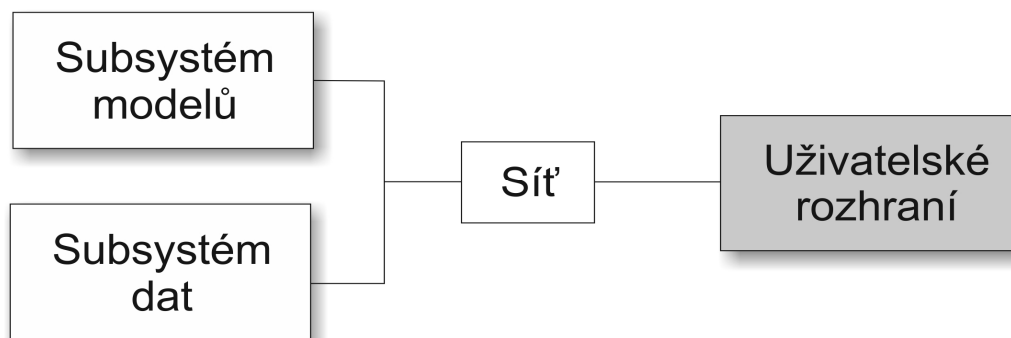 Subsystém
modelů
Subsystém
dat
Síť
Uživatelské
rozhraní